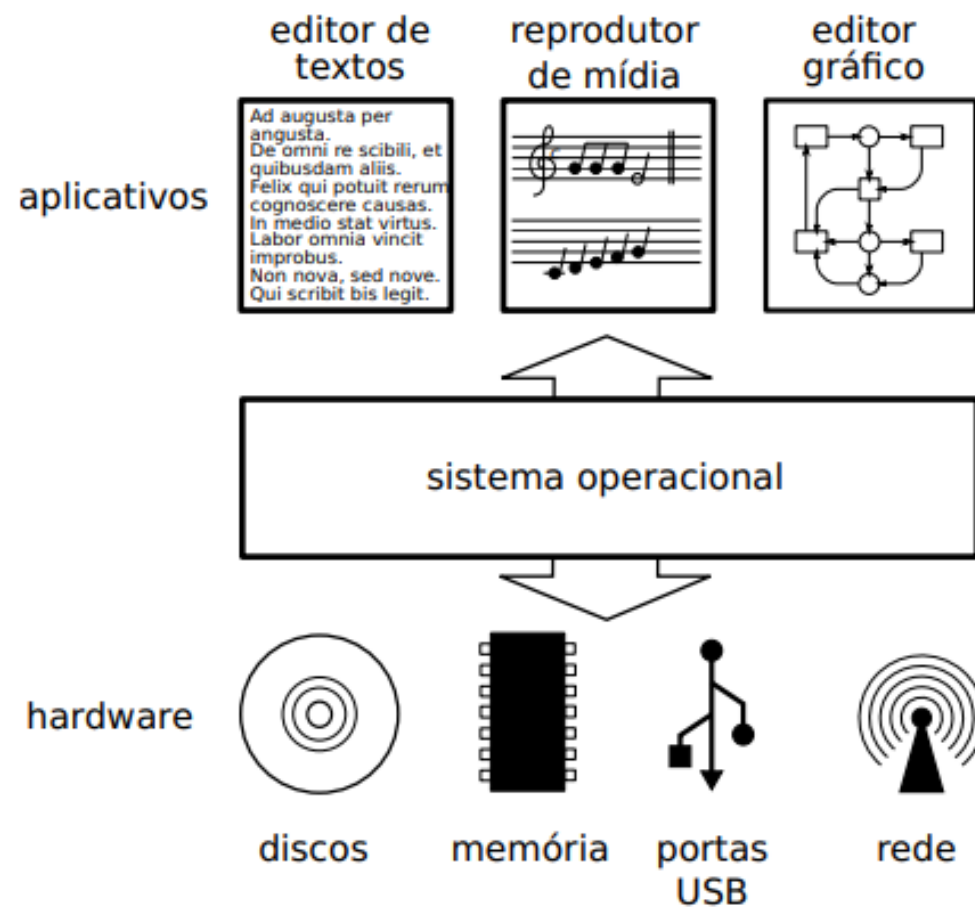 editor de
textos
reprodutor
de mídia
editor
gráfico
aplicativos
Ad augusta per
angusta.
De omni re scibili, et
quibusdam aliis.
Felix qui potuit rerum
cognoscere causas.
In medio stat virtus.
Labor omnia vincit
improbus.
Non nova, sed nove.
Qui scribit bis legit.
sistema operacional
hardware
discos
memória
portas
USB
rede